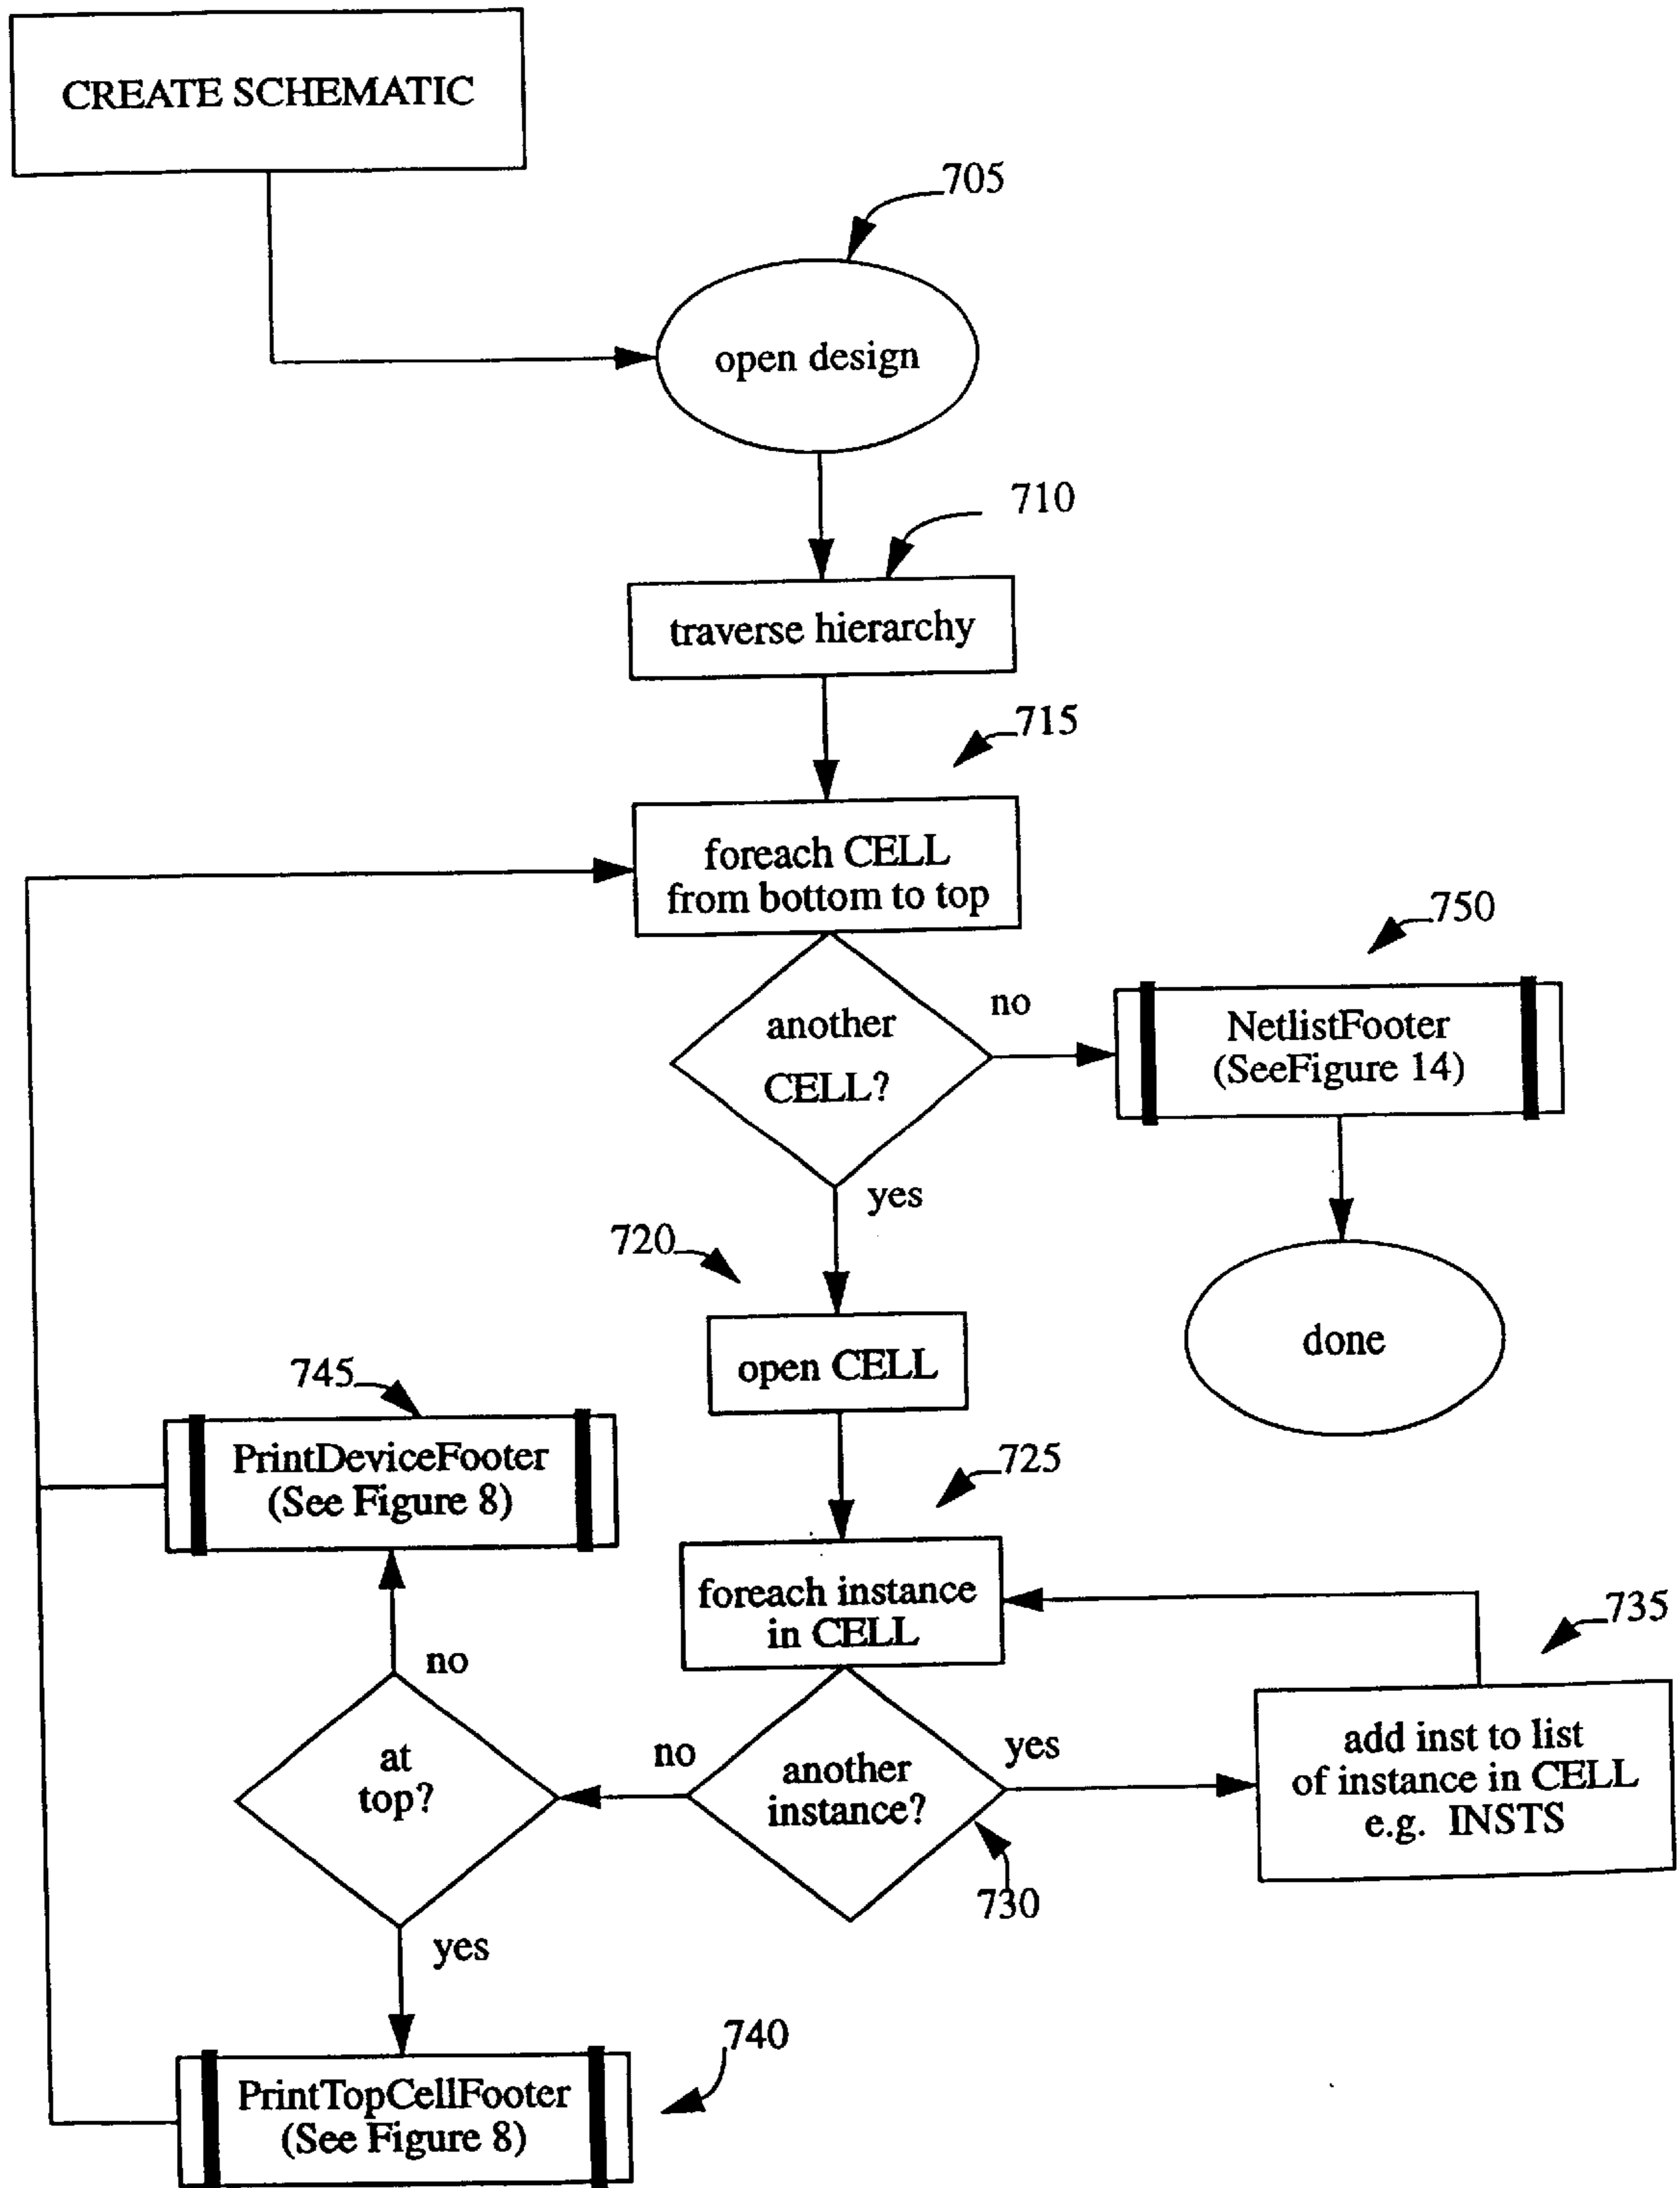 CREATE SCHEMATIC
705
open design
710
traverse hierarchy
715
foreach CELL
from bottom to top
750
another
CELL?
no
NetlistFooter
(SeeFigure 14)
yes
720
open CELL
done
745
PrintDeviceFooter
(See Figure 8)
725
foreach instance
in CELL
735
no
at
top?
no
another
instance?
yes
add inst to list
of instance in CELL
e.g. INSTS
730
yes
740
PrintTopCellFooter
(See Figure 8)